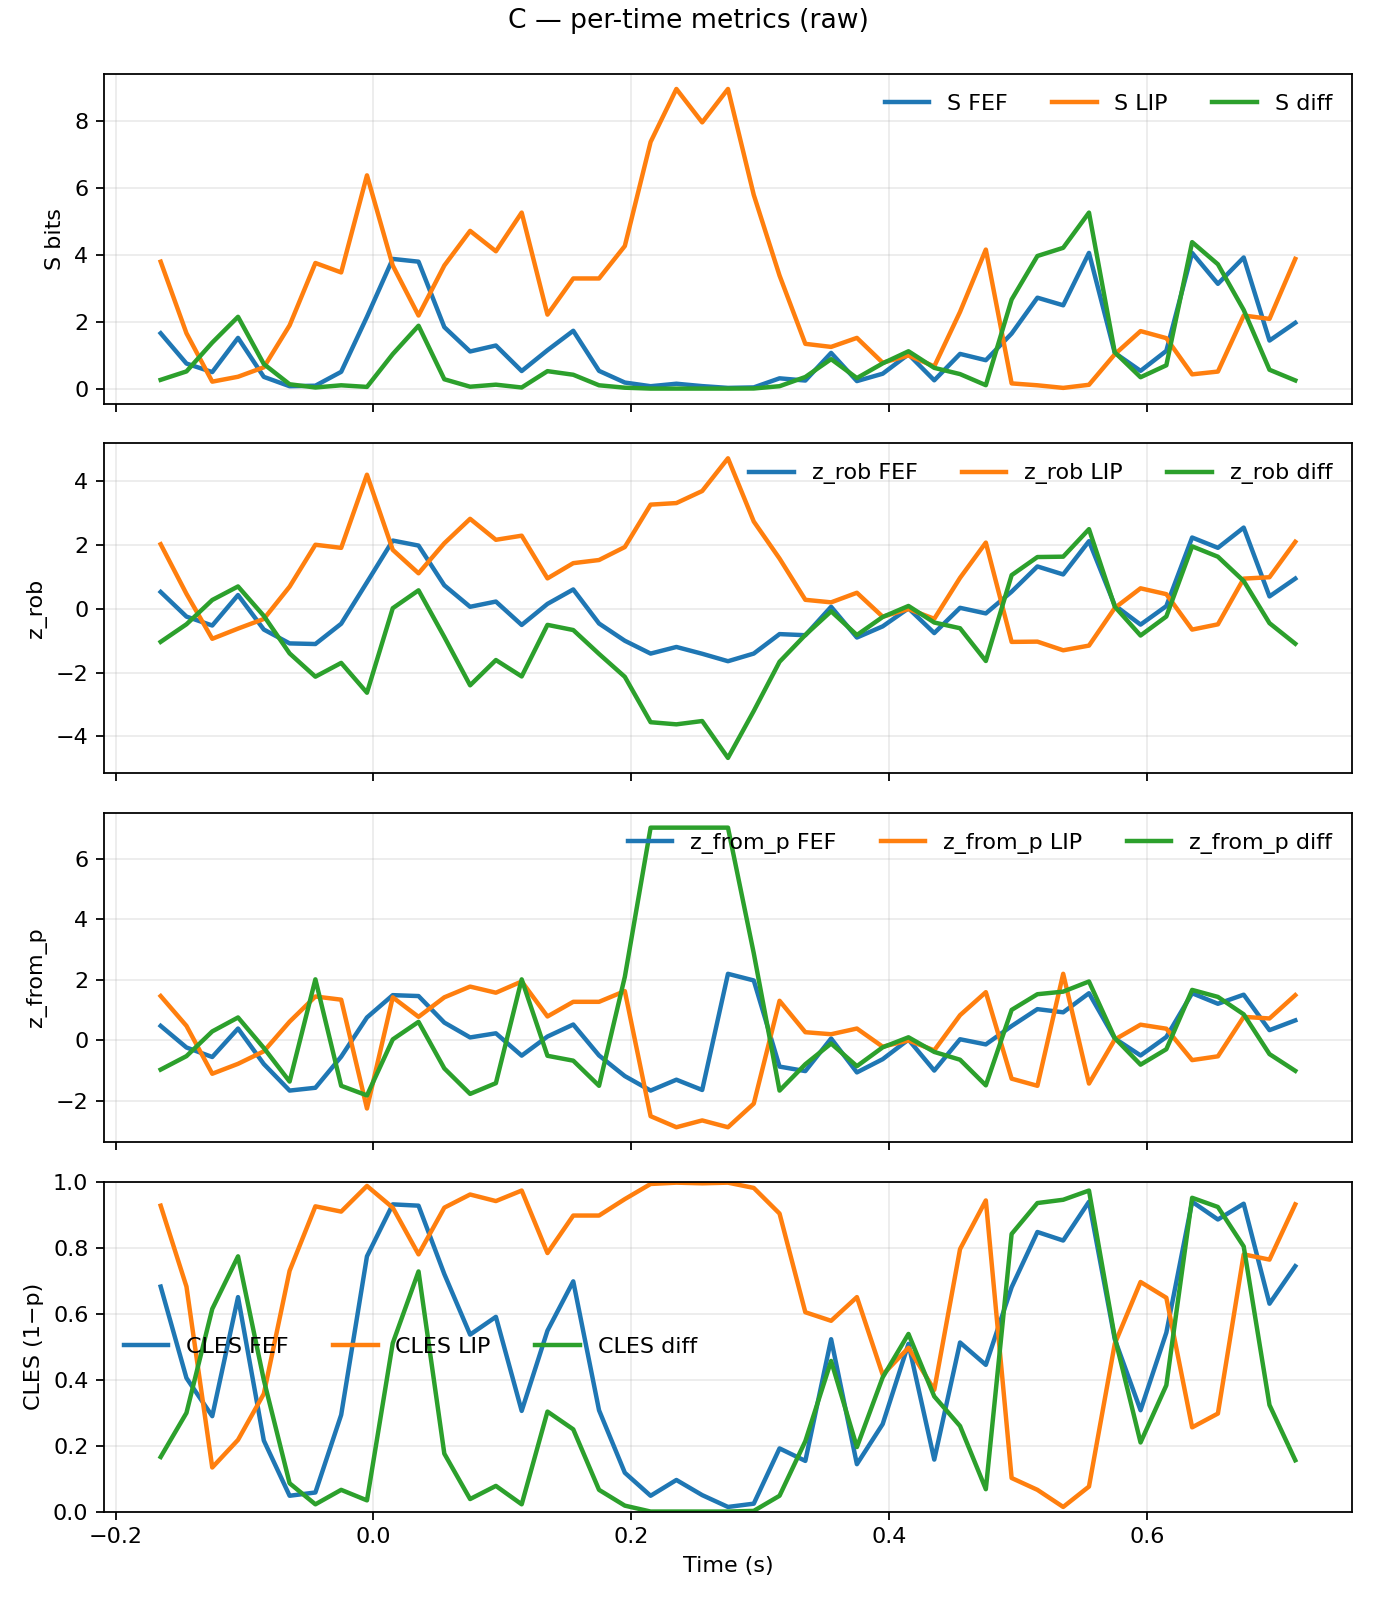 C — per-time metrics (raw)
S FEF S LIP S diff
8
6
4
2
0
S bits
z_rob FEF z_rob LIP z_rob diff
4
2
0
−2
−4
z_rob
z_from_p FEF z_from_p LIP z_from_p diff
6
4
2
0
−2
z_from_p
1.0
0.8
0.6
0.4
0.2
0.0
CLES (1−p)
CLES FEF CLES LIP CLES diff
−0.2 0.0 0.2 0.4 0.6
Time (s)